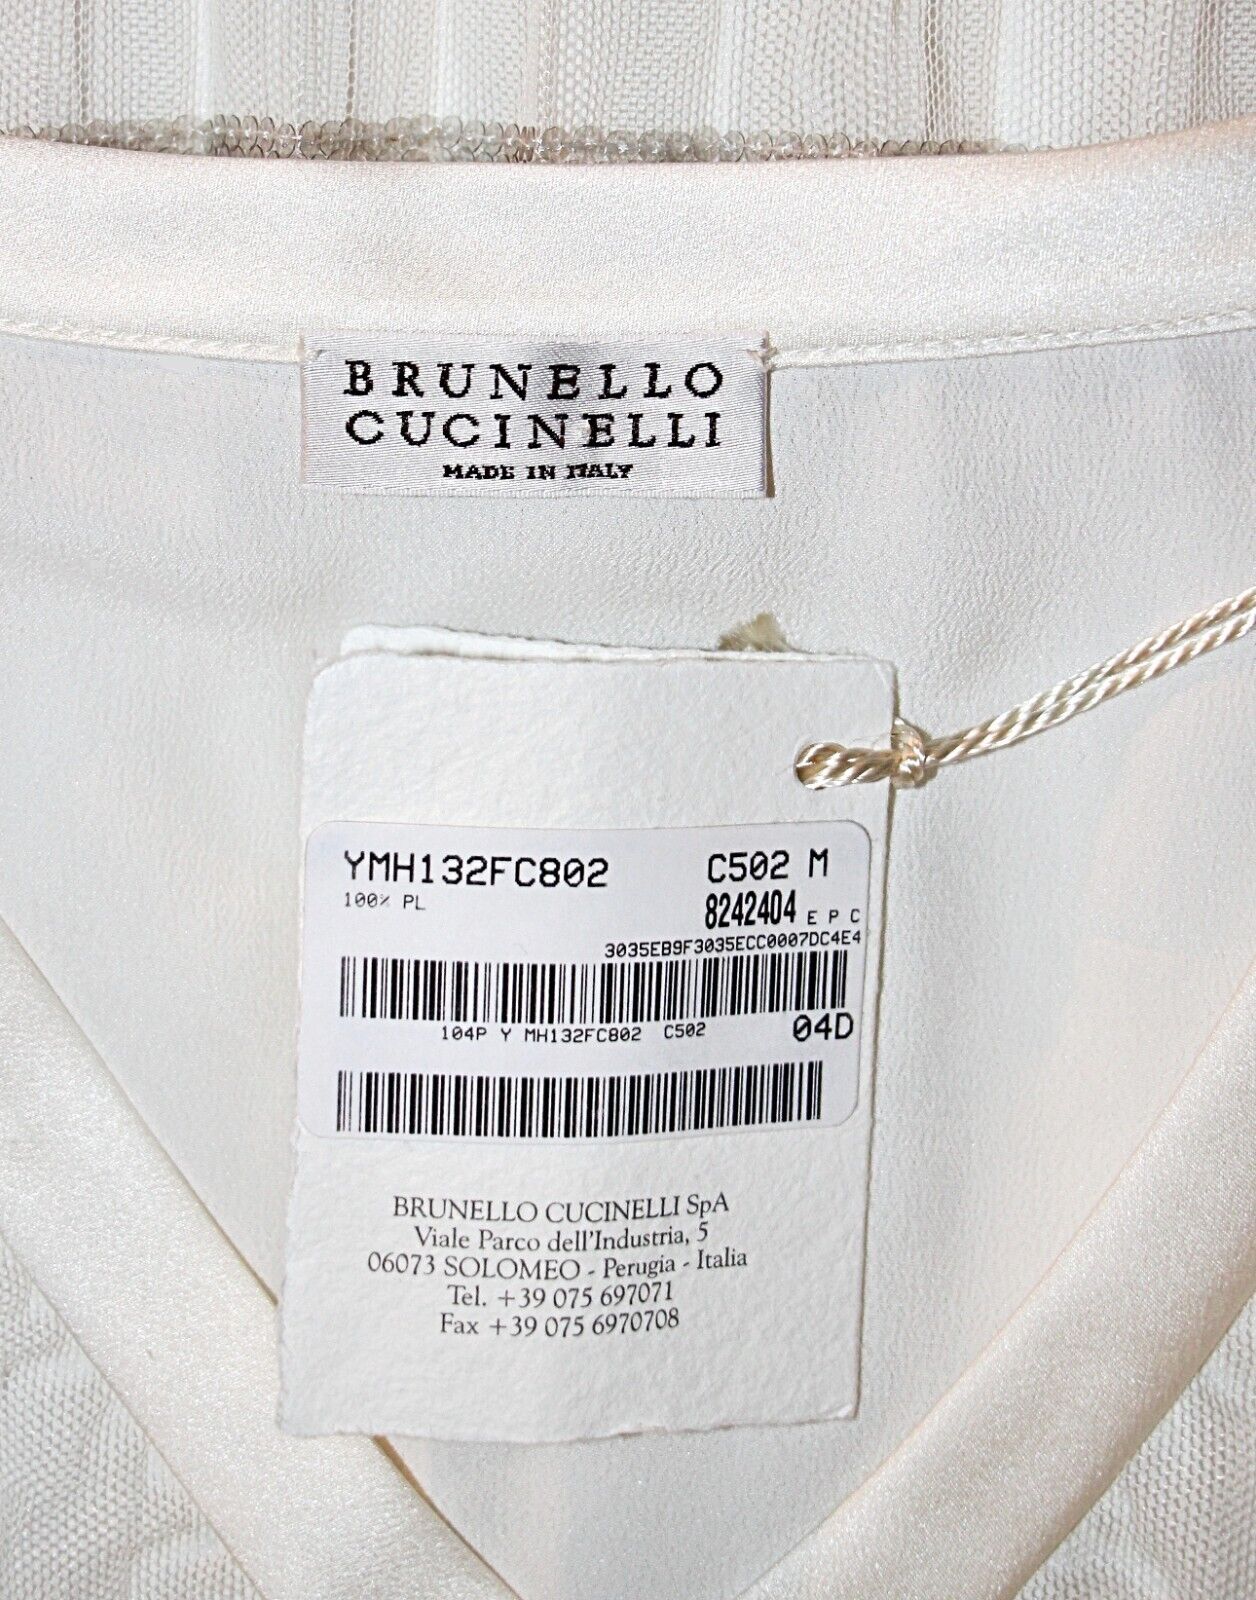 BRUNELLO
CUCINELLI
MADE IN ITALY
YMH132FC802 C502 M
100% PL 8242404 E P C
3035EB9F3035ECC0007DC4E4
104P Y MH132FC802 C502 04D
BRUNELLO CUCINELLI SpA
Viale Parco dell'Industria, 5
06073 SOLOMEO - Perugia - Italia
Tel. +39 075 697071
Fax +39 075 6970708